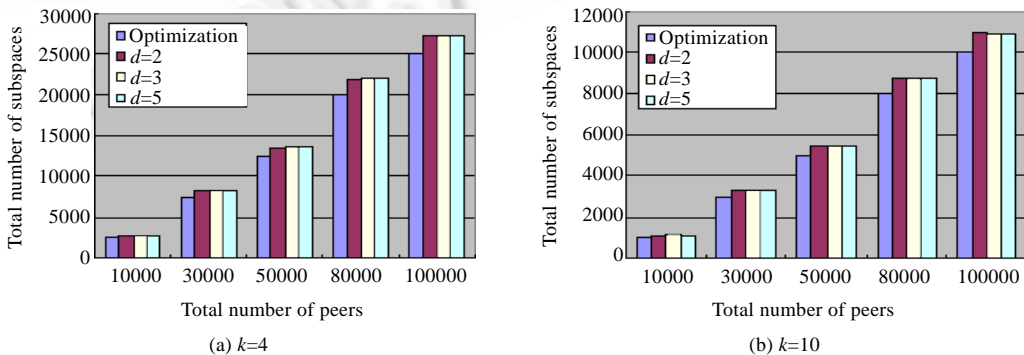 Total number of subspaces
30000
25000
20000
15000
10000
5000
0
Optimization
d=2
d=3
d=5
10000 30000 50000 80000 100000
Total number of peers
(a) k=4
Total number of subspaces
12000
10000
8000
6000
4000
2000
0
Optimization
d=2
d=3
d=5
10000 30000 50000 80000 100000
Total number of peers
(b) k=10